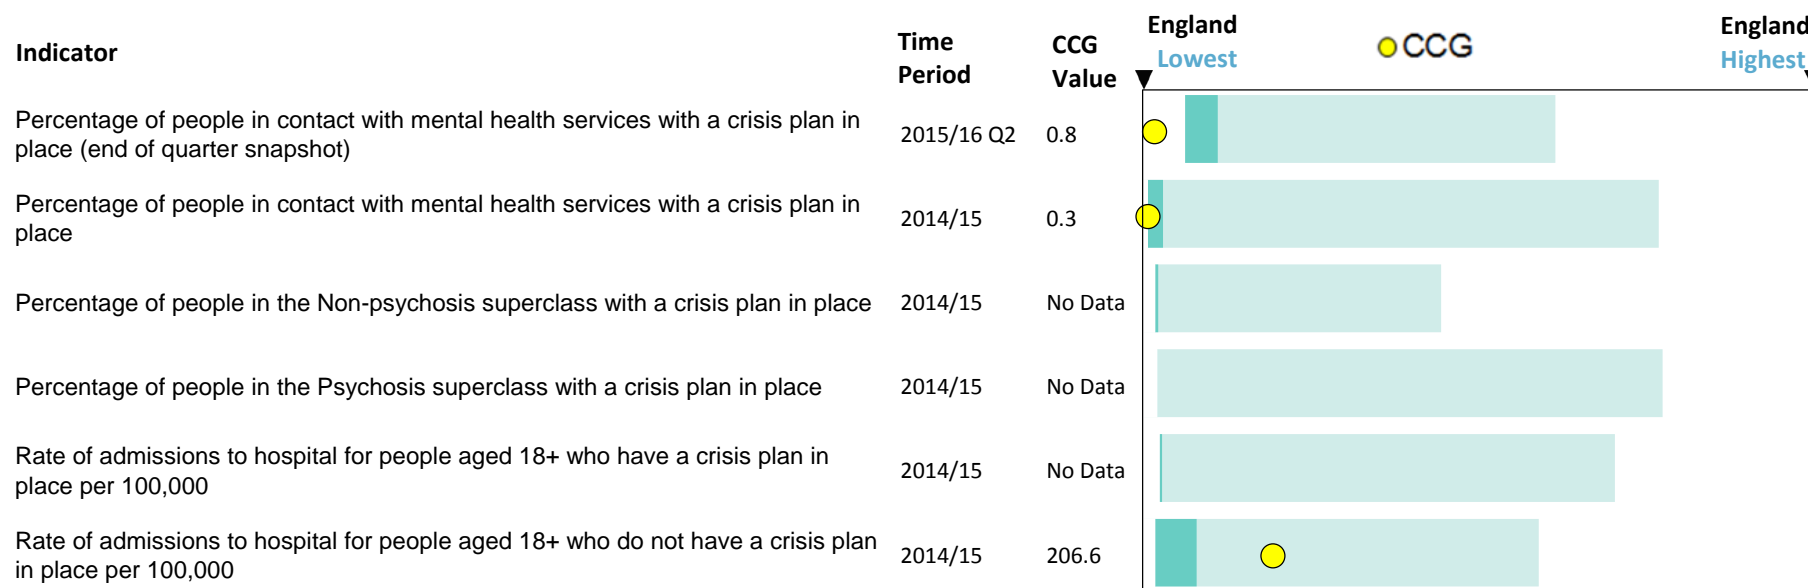 Indicator
Time
Period
CCG
Value
England
Lowest
CCG
England
Highest
Percentage of people in contact with mental health services with a crisis plan in
place (end of quarter snapshot)
2015/16 Q2
0.8
Percentage of people in contact with mental health services with a crisis plan in
place
2014/15
0.3
Percentage of people in the Non-psychosis superclass with a crisis plan in place
2014/15
No Data
Percentage of people in the Psychosis superclass with a crisis plan in place
2014/15
No Data
Rate of admissions to hospital for people aged 18+ who have a crisis plan in
place per 100,000
2014/15
No Data
Rate of admissions to hospital for people aged 18+ who do not have a crisis plan
in place per 100,000
2014/15
206.6